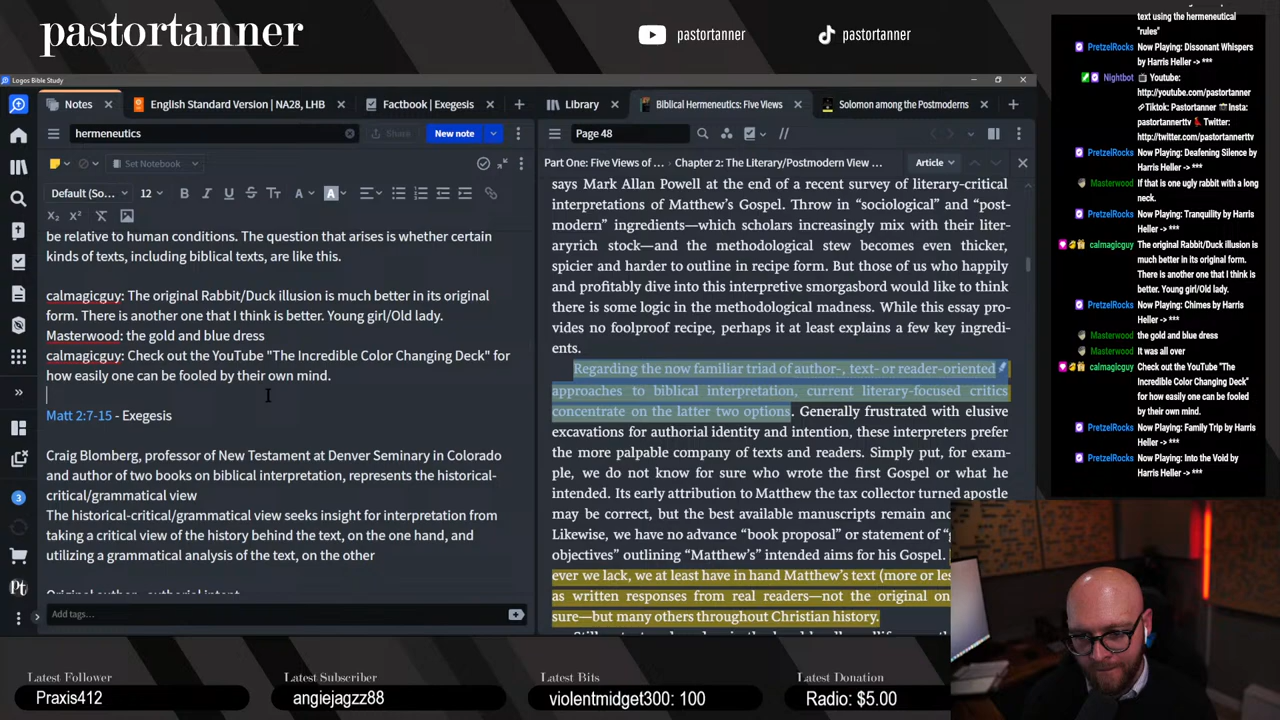 pastortanner
pastortanner
pastortanner
Logos Bible Study
Notes
English Standard Version | NA28, LHB
Factbook | Exegesis
Library
Biblical Hermeneutics: Five Views
Solomon among the Postmoderns
hermeneutics
Share
New note
Page 48
Set Notebook
Part One: Five Views of ...
Chapter 2: The Literary/Postmodern View ...
Article
Default (So...
12
be relative to human conditions. The question that arises is whether certain
kinds of texts, including biblical texts, are like this.
calmagicguy: The original Rabbit/Duck illusion is much better in its original
form. There is another one that I think is better. Young girl/Old lady.
Masterwood: the gold and blue dress
calmagicguy: Check out the YouTube "The Incredible Color Changing Deck" for
how easily one can be fooled by their own mind.
Matt 2:7-15 - Exegesis
Craig Blomberg, professor of New Testament at Denver Seminary in Colorado
and author of two books on biblical interpretation, represents the historical-
critical/grammatical view
The historical-critical/grammatical view seeks insight for interpretation from
taking a critical view of the history behind the text, on the one hand, and
utilizing a grammatical analysis of the text, on the other
Original author - authorial intent
Add tags...
3
Pt
says Mark Allan Powell at the end of a recent survey of literary-critical
interpretations of Matthew's Gospel. Throw in “sociological” and “post-
modern” ingredients—which scholars increasingly mix with their liter-
aryrich stock—and the methodological stew becomes even thicker,
spicier and harder to outline in recipe form. But those of us who happily
and profitably dive into this interpretive smorgasbord would like to think
there is some logic in the methodological madness. While this essay pro-
vides no foolproof recipe, perhaps it at least explains a few key ingredi-
ents.
Regarding the now familiar triad of author-, text- or reader-oriented
approaches to biblical interpretation, current literary-focused critics
concentrate on the latter two options. Generally frustrated with elusive
excavations for authorial identity and intention, these interpreters prefer
the more palpable company of texts and readers. Simply put, for exam-
ple, we do not know for sure who wrote the first Gospel or what he
intended. Its early attribution to Matthew the tax collector turned apostle
may be correct, but the best available manuscripts remain an
Likewise, we have no advance “book proposal” or statement of “
objectives” outlining “Matthew's” intended aims for his Gospel.
ever we lack, we at least have in hand Matthew's text (more or les
as written responses from real readers—not the original on
sure—but many others throughout Christian history.
text using the hermeneutical
"rules"
PretzelRocks Now Playing: Dissonant Whispers
by Harris Heller -> ***
Nightbot Youtube:
http://youtube.com/pastortanner
Tiktok: Pastortanner Insta:
pastortannerttv Twitter:
http://twitter.com/pastortannertv
PretzelRocks Now Playing: Deafening Silence by
Harris Heller -> ***
Masterwood If that is one ugly rabbit with a long
neck.
PretzelRocks Now Playing: Tranquility by Harris
Heller -> ***
calmagicguy The original Rabbit/Duck illusion is
much better in its original form.
There is another one that I think is
better. Young girl/Old lady.
PretzelRocks Now Playing: Chimes by Harris
Heller -> ***
Masterwood the gold and blue dress
Masterwood It was all over
calmagicguy Check out the YouTube "The
Incredible Color Changing Deck"
for how easily one can be fooled
by their own mind.
PretzelRocks Now Playing: Family Trip by Harris
Heller -> ***
PretzelRocks Now Playing: Into the Void by
Harris Heller -> ***
Latest Follower
Praxis412
Latest Subscriber
angiejagzz88
Latest Bits
violentmidget300: 100
Latest Donation
Radio: $5.00